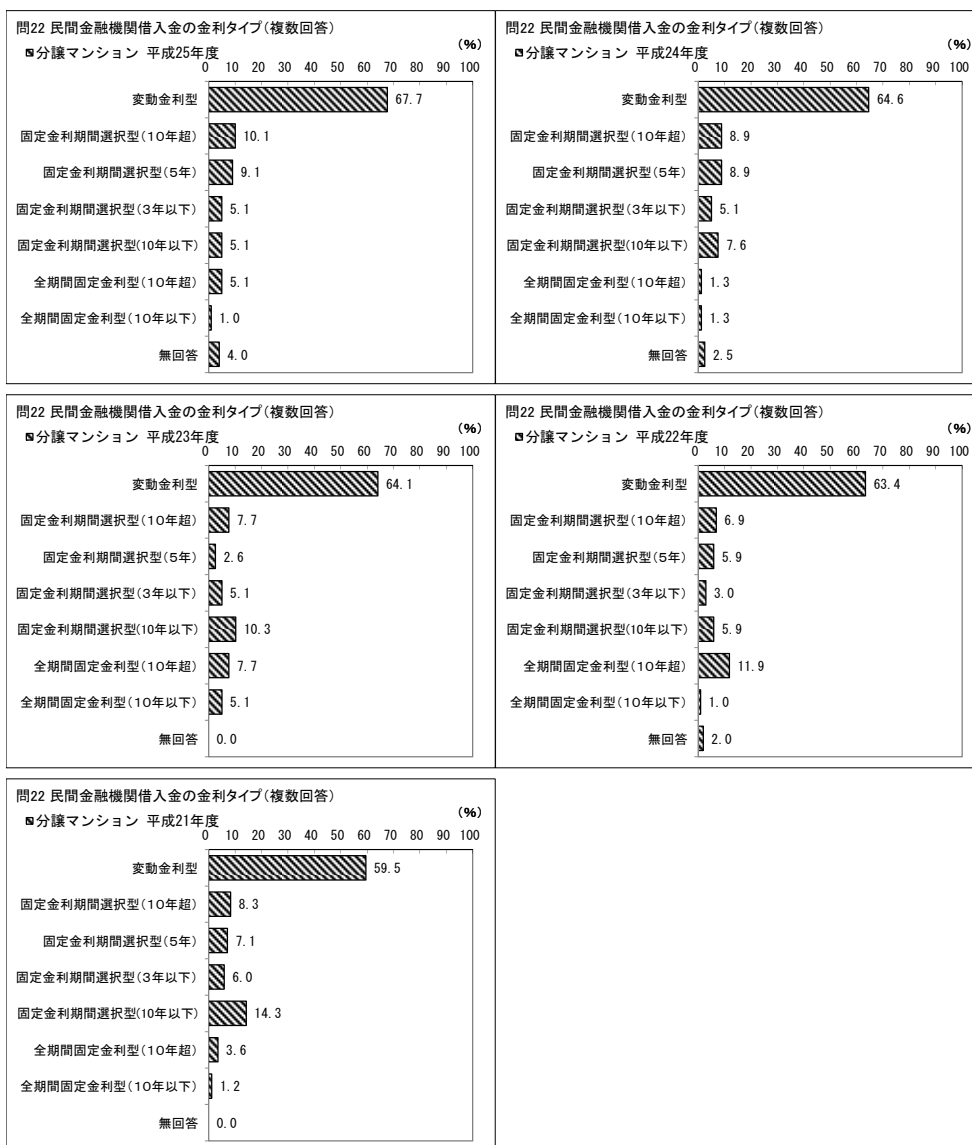 問22 民間金融機関借入金の金利タイプ(複数回答)
分譲マンション 平成25年度
(%)
0 10 20 30 40 50 60 70 80 90 100
変動金利型 67.7
固定金利期間選択型(10年超) 10.1
固定金利期間選択型(5年) 9.1
固定金利期間選択型(3年以下) 5.1
固定金利期間選択型(10年以下) 5.1
全期間固定金利型(10年超) 5.1
全期間固定金利型(10年以下) 1.0
無回答 4.0
問22 民間金融機関借入金の金利タイプ(複数回答)
分譲マンション 平成24年度
(%)
0 10 20 30 40 50 60 70 80 90 100
変動金利型 64.6
固定金利期間選択型(10年超) 8.9
固定金利期間選択型(5年) 8.9
固定金利期間選択型(3年以下) 5.1
固定金利期間選択型(10年以下) 7.6
全期間固定金利型(10年超) 1.3
全期間固定金利型(10年以下) 1.3
無回答 2.5
問22 民間金融機関借入金の金利タイプ(複数回答)
分譲マンション 平成23年度
(%)
0 10 20 30 40 50 60 70 80 90 100
変動金利型 64.1
固定金利期間選択型(10年超) 7.7
固定金利期間選択型(5年) 2.6
固定金利期間選択型(3年以下) 5.1
固定金利期間選択型(10年以下) 10.3
全期間固定金利型(10年超) 7.7
全期間固定金利型(10年以下) 5.1
無回答 0.0
問22 民間金融機関借入金の金利タイプ(複数回答)
分譲マンション 平成22年度
(%)
0 10 20 30 40 50 60 70 80 90 100
変動金利型 63.4
固定金利期間選択型(10年超) 6.9
固定金利期間選択型(5年) 5.9
固定金利期間選択型(3年以下) 3.0
固定金利期間選択型(10年以下) 5.9
全期間固定金利型(10年超) 11.9
全期間固定金利型(10年以下) 1.0
無回答 2.0
問22 民間金融機関借入金の金利タイプ(複数回答)
分譲マンション 平成21年度
(%)
0 10 20 30 40 50 60 70 80 90 100
変動金利型 59.5
固定金利期間選択型(10年超) 8.3
固定金利期間選択型(5年) 7.1
固定金利期間選択型(3年以下) 6.0
固定金利期間選択型(10年以下) 14.3
全期間固定金利型(10年超) 3.6
全期間固定金利型(10年以下) 1.2
無回答 0.0